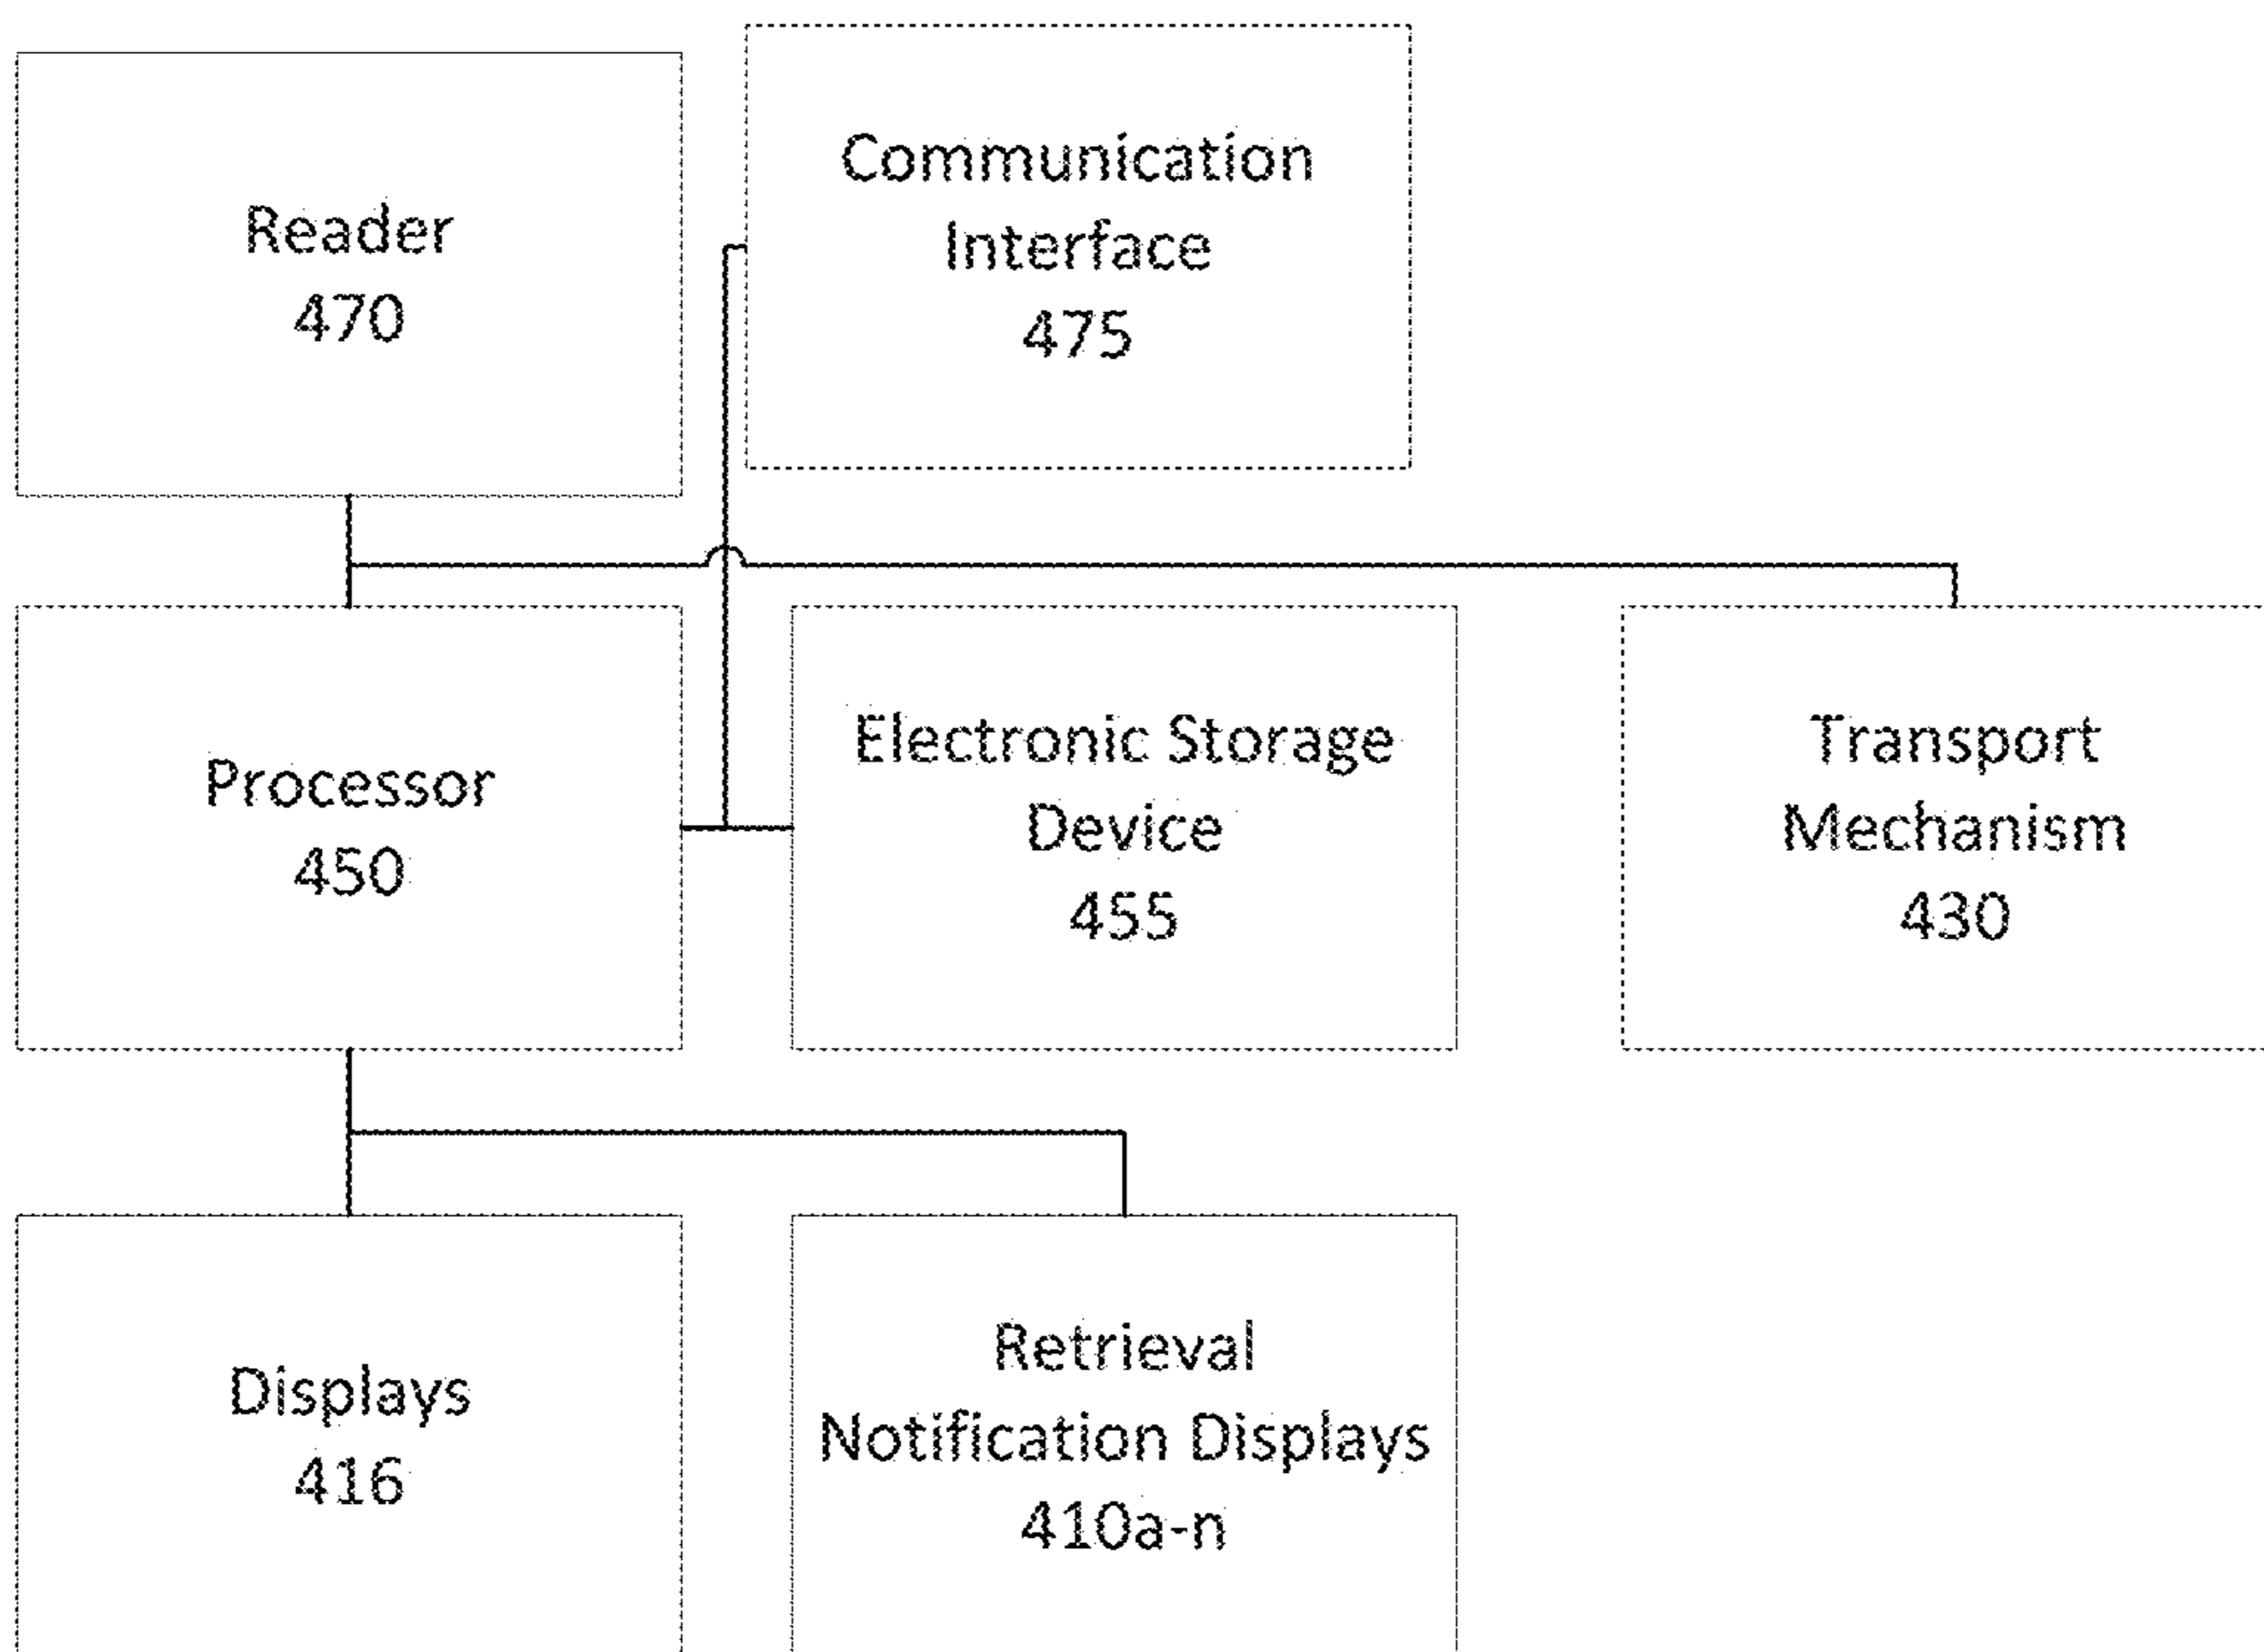 Reader
470
Communication
Interface
475
Processor
450
Electronic Storage
Device
455
Transport
Mechanism
430
Displays
416
Retrieval
Notification Displays
410a-n